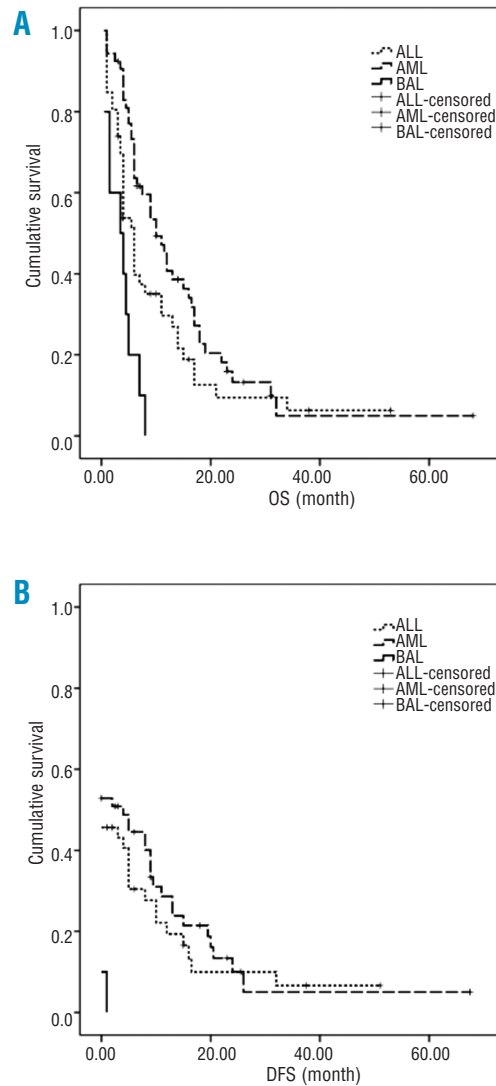 A
1.0
0.8
0.6
0.4
0.2
0.0
Cumulative survival
ALL
AML
BAL
ALL-censored
AML-censored
BAL-censored
0.00 20.00 40.00 60.00
OS (month)
B
1.0
0.8
0.6
0.4
0.2
0.0
Cumulative survival
ALL
AML
BAL
ALL-censored
AML-censored
BAL-censored
0.00 20.00 40.00 60.00
DFS (month)